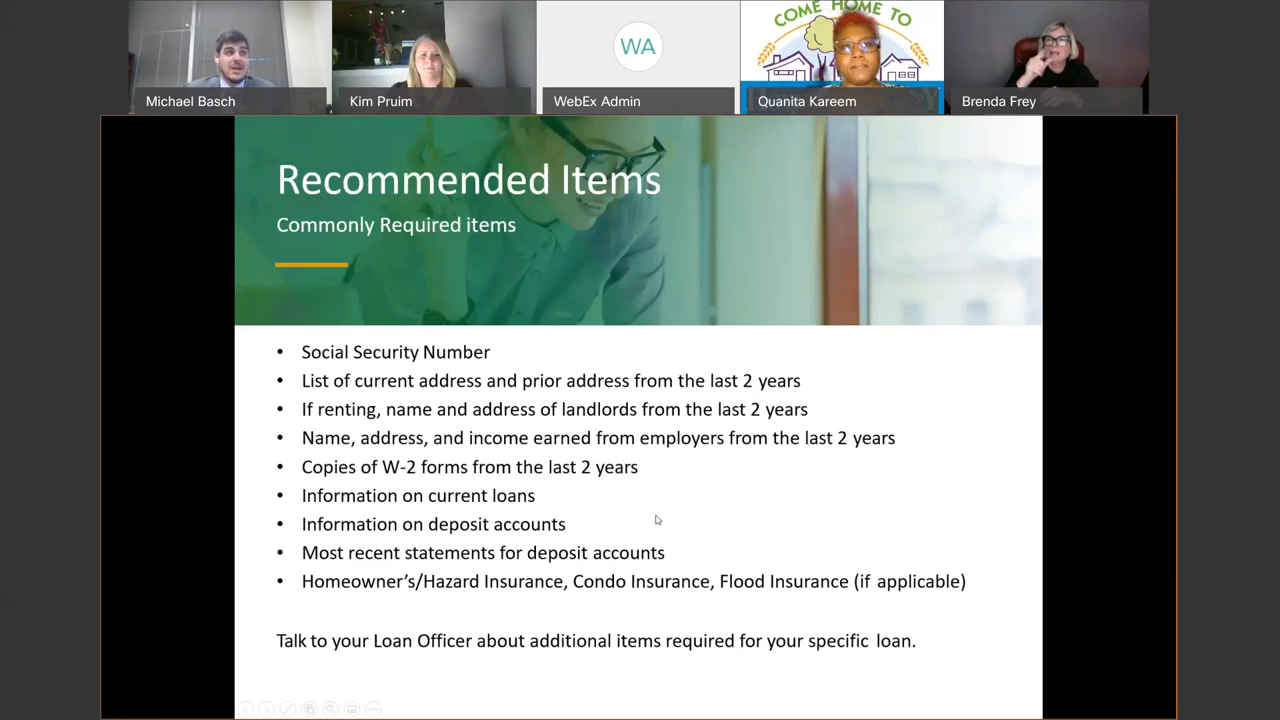 COME HOME TO
WA
Michael Basch
Kim Pruim
WebEx Admin
Quanita Kareem
Brenda Frey
Recommended Items
Commonly Required items
• Social Security Number
• List of current address and prior address from the last 2 years
• If renting, name and address of landlords from the last 2 years
• Name, address, and income earned from employers from the last 2 years
• Copies of W-2 forms from the last 2 years
• Information on current loans
• Information on deposit accounts
• Most recent statements for deposit accounts
• Homeowner's/Hazard Insurance, Condo Insurance, Flood Insurance (if applicable)
Talk to your Loan Officer about additional items required for your specific loan.